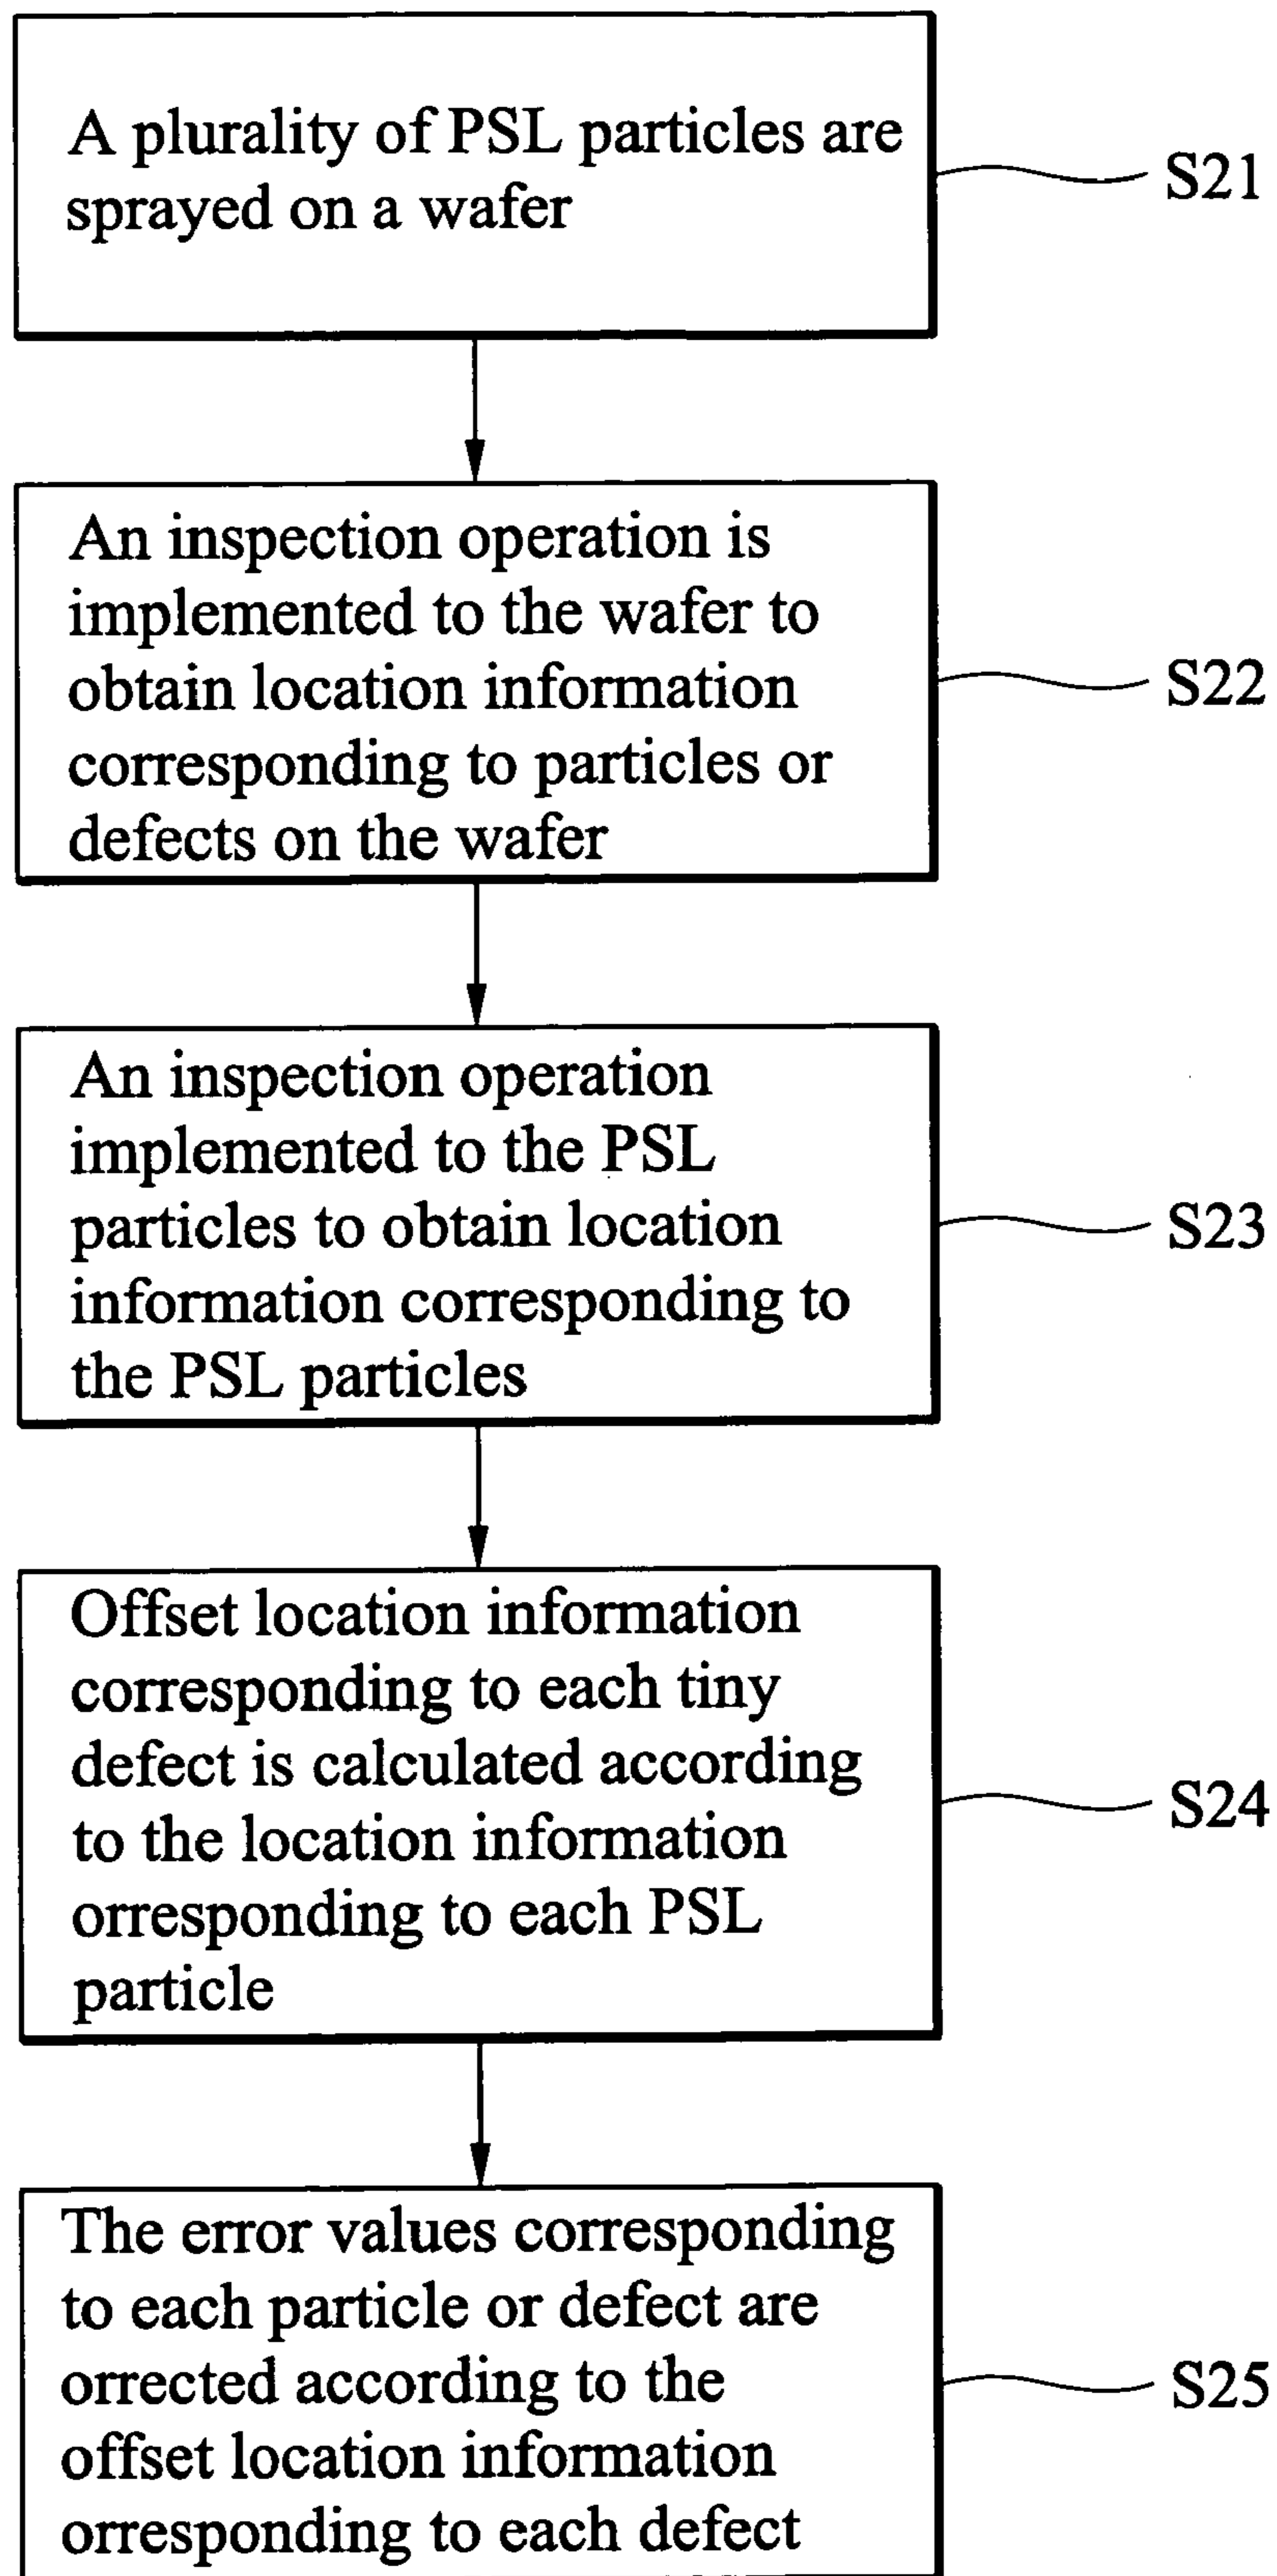 A plurality of PSL particles are
sprayed on a wafer
S21
An inspection operation is
implemented to the wafer to
obtain location information
corresponding to particles or
defects on the wafer
S22
An inspection operation
implemented to the PSL
particles to obtain location
information corresponding to
the PSL particles
S23
Offset location information
corresponding to each tiny
defect is calculated according
to the location information
orresponding to each PSL
particle
S24
The error values corresponding
to each particle or defect are
orrected according to the
offset location information
orresponding to each defect
S25